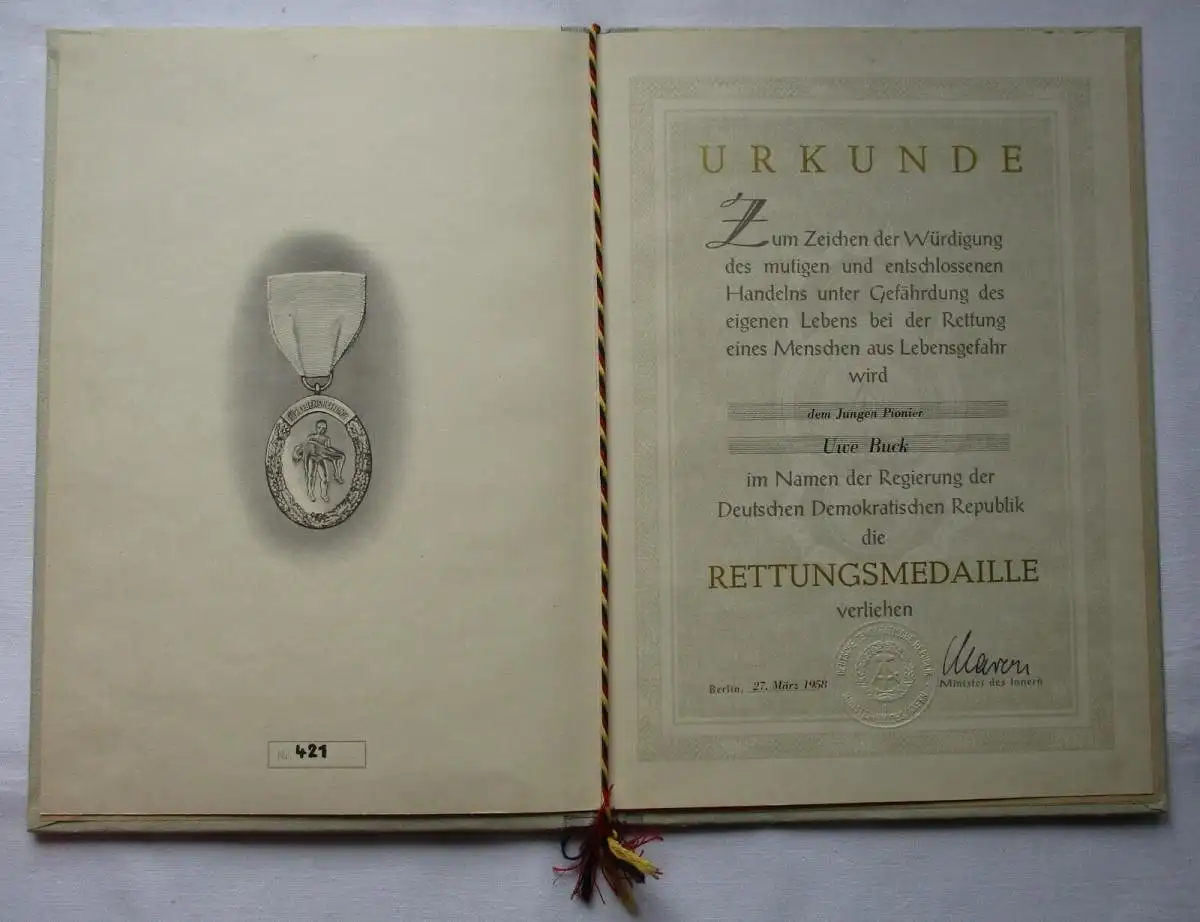 FÜR LEBENSRETTUNG
Nr. 421
URKUNDE
Zum Zeichen der Würdigung
des mutigen und entschlossenen
Handelns unter Gefährdung des
eigenen Lebens bei der Rettung
eines Menschen aus Lebensgefahr
wird
dem Jungen Pionier
Uwe Buck
im Namen der Regierung der
Deutschen Demokratischen Republik
die
RETTUNGSMEDAILLE
verliehen
Maron
Berlin, 27. März 1958
Minister des Innern